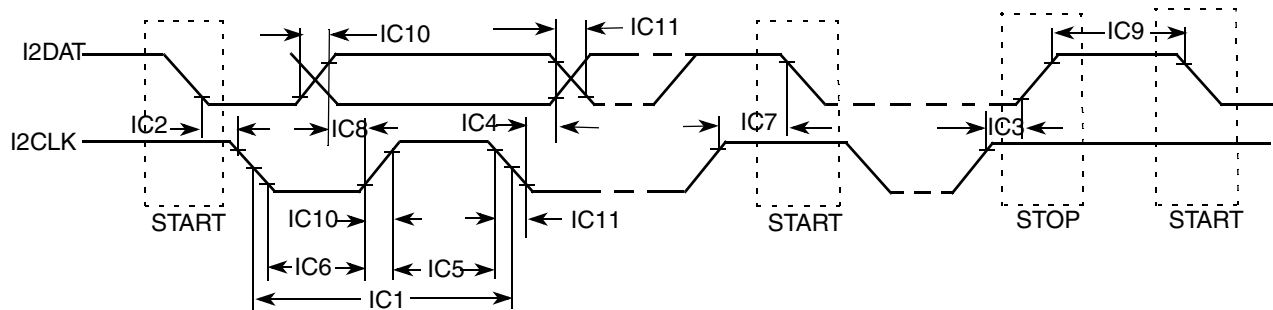 IC10
IC11
IC9
I2DAT
IC2
IC8
IC4
IC7
IC3
I2CLK
START
IC10
IC11
START
STOP
START
IC6
IC5
IC1